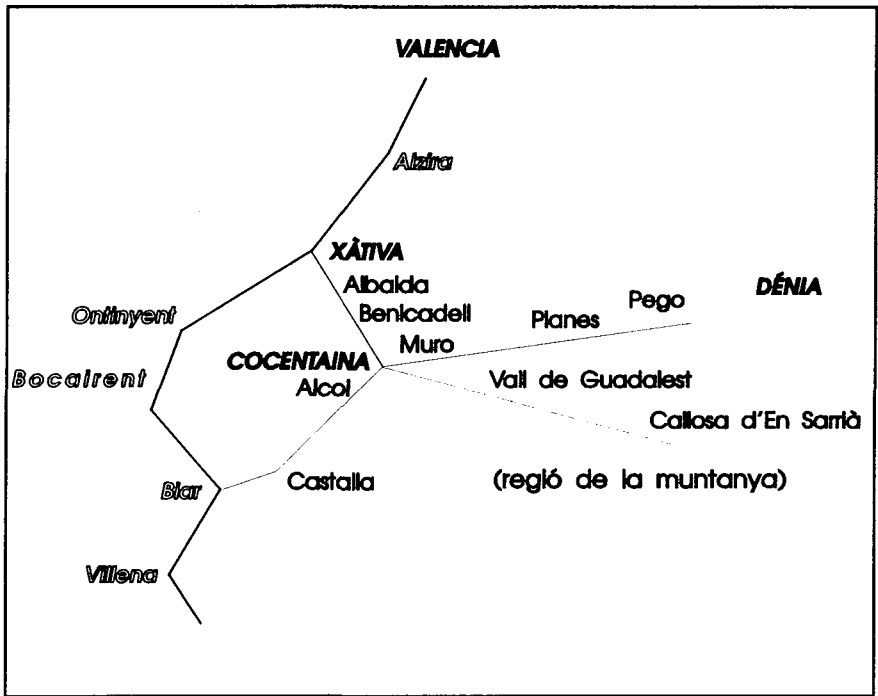 VALENCIA
Alzira
XÀTIVA
Albaida
Benicadell
Muro
Planes
Pego
DÉNIA
Ontinyent
Bocairent
COCENTAINA
Alcoi
Vall de Guadalest
Callosa d'En Sarrià
Biar
Castalla
(regió de la muntanya)
Villena